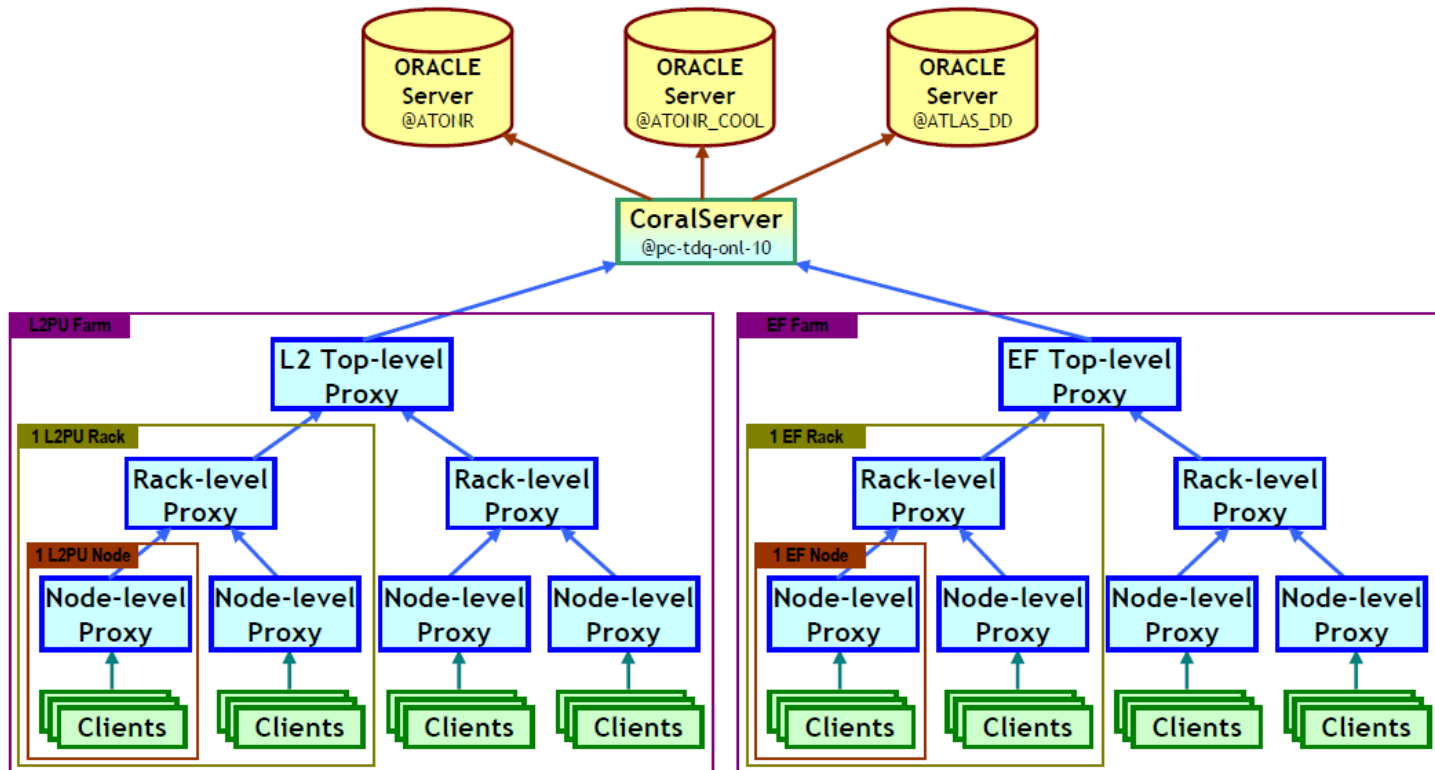 ORACLE
Server
@ATONR
ORACLE
Server
@ATONR_COOL
ORACLE
Server
@ATLAS_DD
CoralServer
@pc-tdq-onl-10
L2PU Farm
L2 Top-level
Proxy
1 L2PU Rack
Rack-level
Proxy
Rack-level
Proxy
1 L2PU Node
Node-level
Proxy
Node-level
Proxy
Node-level
Proxy
Node-level
Proxy
Clients
Clients
Clients
Clients
EF Farm
EF Top-level
Proxy
1 EF Rack
Rack-level
Proxy
Rack-level
Proxy
1 EF Node
Node-level
Proxy
Node-level
Proxy
Node-level
Proxy
Node-level
Proxy
Clients
Clients
Clients
Clients